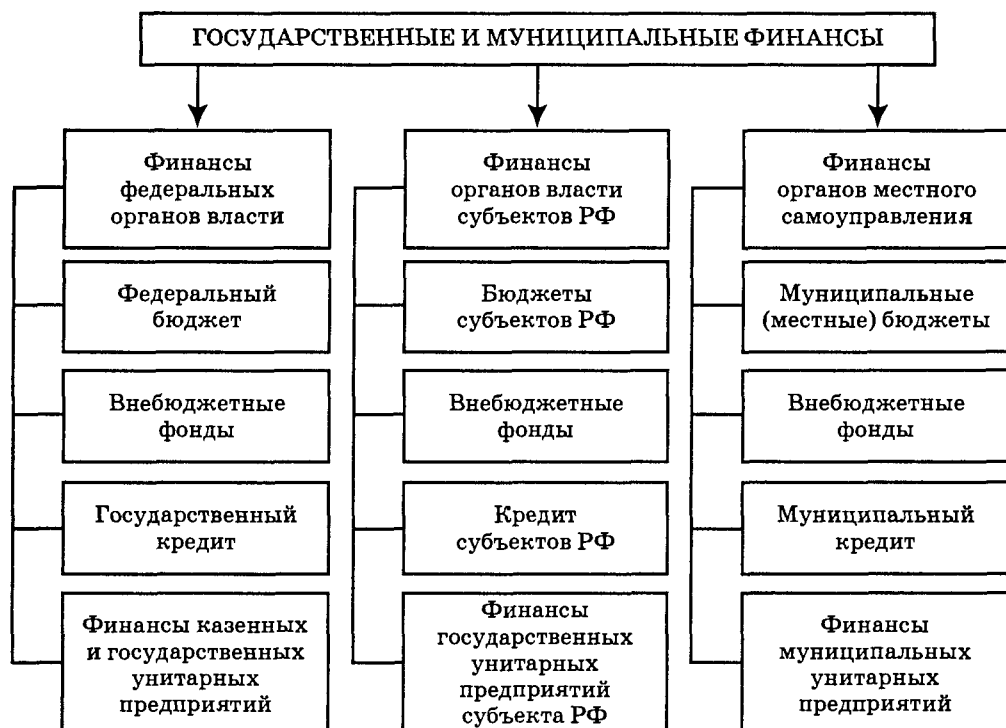 ГОСУДАРСТВЕННЫЕ И МУНИЦИПАЛЬНЫЕ ФИНАНСЫ
Финансы
федеральных
органов власти
Федеральный
бюджет
Внебюджетные
фонды
Государственный
кредит
Финансы казенных
и государственных
унитарных
предприятий
Финансы
органов власти
субъектов РФ
Бюджеты
субъектов РФ
Внебюджетные
фонды
Кредит
субъектов РФ
Финансы
государственных
унитарных
предприятий
субъекта РФ
Финансы
органов местного
самоуправления
Муниципальные
(местные) бюджеты
Внебюджетные
фонды
Муниципальный
кредит
Финансы
муниципальных
унитарных
предприятий